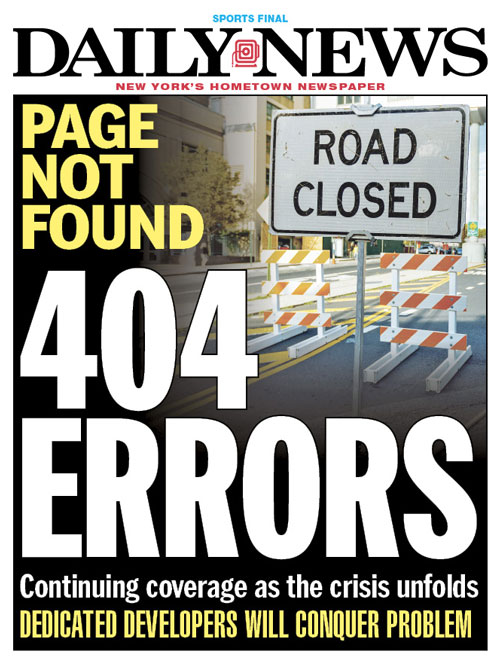 SPORTS FINAL
DAILY NEWS
NEW YORK'S HOMETOWN NEWSPAPER
PAGE
NOT
FOUND
ROAD
CLOSED
404
ERRORS
Continuing coverage as the crisis unfolds
DEDICATED DEVELOPERS WILL CONQUER PROBLEM